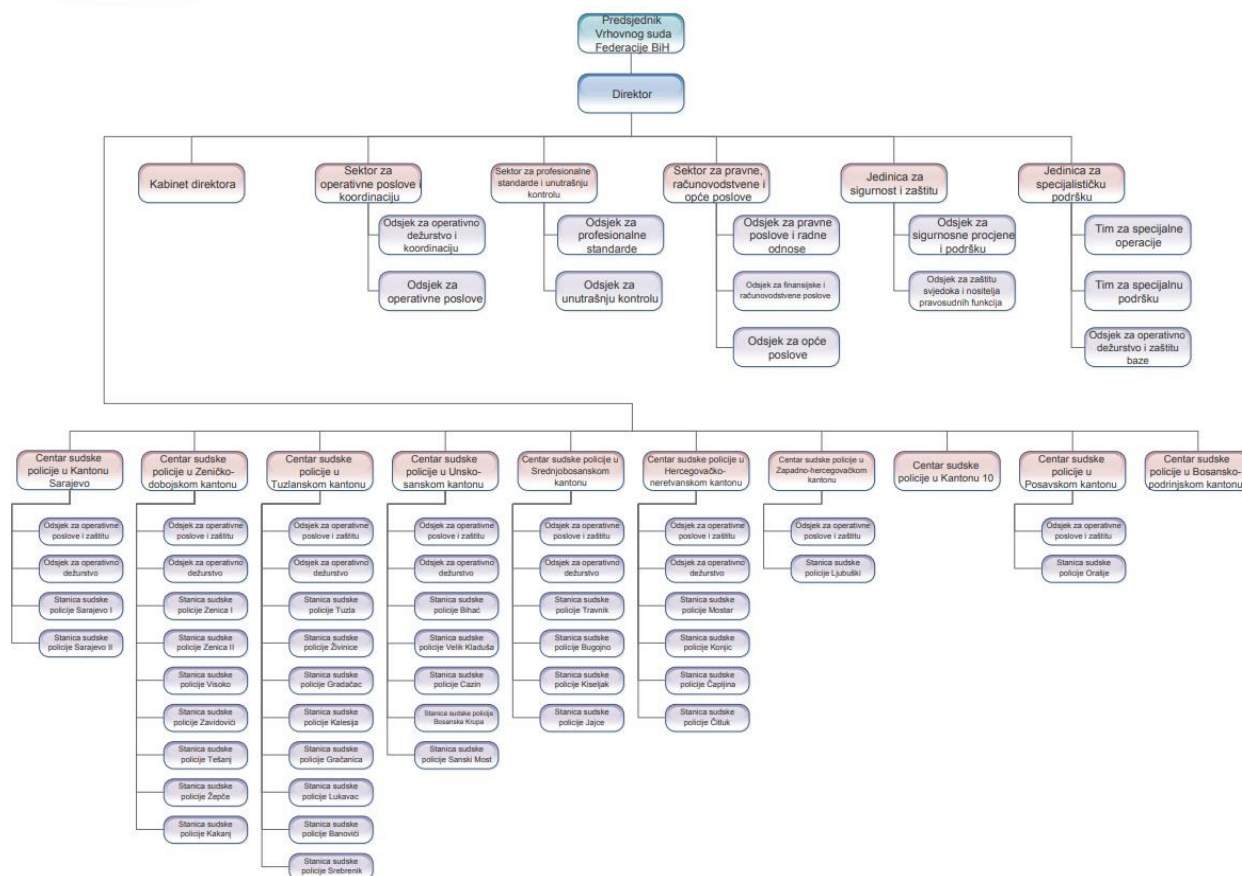 Predsjednik
Vrhovnog suda
Federacije BiH
Direktor
Kabinet direktora
Sektor za
operativne poslove i
koordinaciju
Odsjek za operativno
dežurstvo i
koordinaciju
Odsjek za
operativne poslove
Sektor za profesionalne
standarde i unutrašnju
kontrolu
Odsjek za
profesionalne
standarde
Odsjek za
unutrašnju kontrolu
Sektor za pravne,
računovodstvene i
opće poslove
Odsjek za pravne
poslove i radne
odnose
Odsjek za finansijske i
računovodstvene poslove
Odsjek za opće
poslove
Jedinica za
sigurnost i zaštitu
Odsjek za
sigurnosne procjene
i podršku
Odsjek za zaštitu
svjedoka i nositelja
pravosudnih funkcija
Jedinica za
specijalističku
podršku
Tim za specijalne
operacije
Tim za specijalnu
podršku
Odsjek za operativno
dežurstvo i zaštitu
baze
Centar sudske
policije u Kantonu
Sarajevo
Odsjek za operativne
poslove i zaštitu
Odsjek za operativno
dežurstvo
Stanica sudske
policije Sarajevo I
Stanica sudske
policije Sarajevo II
Centar sudske
policije u Zeničko-
dobojskom kantonu
Odsjek za operativne
poslove i zaštitu
Odsjek za operativno
dežurstvo
Stanica sudske
policije Zenica I
Stanica sudske
policije Zenica II
Stanica sudske
policije Visoko
Stanica sudske
policije Zavidovići
Stanica sudske
policije Tešanj
Stanica sudske
policije Žepče
Stanica sudske
policije Kakanj
Centar sudske
policije u
Tuzlanskom kantonu
Odsjek za operativne
poslove i zaštitu
Odsjek za operativno
dežurstvo
Stanica sudske
policije Tuzla
Stanica sudske
policije Živinice
Stanica sudske
policije Gradačac
Stanica sudske
policije Kalesija
Stanica sudske
policije Gračanica
Stanica sudske
policije Lukavac
Stanica sudske
policije Banovići
Stanica sudske
policije Srebrenik
Centar sudske
policije u Unsko-
sanskom kantonu
Odsjek za operativne
poslove i zaštitu
Odsjek za operativno
dežurstvo
Stanica sudske
policije Bihać
Stanica sudske
policije Velik Kladuša
Stanica sudske
policije Cazin
Stanica sudske policije
Bosanska Krupa
Stanica sudske
policije Sanski Most
Centar sudske policije u
Srednjobosanskom
kantonu
Odsjek za operativne
poslove i zaštitu
Odsjek za operativno
dežurstvo
Stanica sudske
policije Travnik
Stanica sudske
policije Bugojno
Stanica sudske
policije Kiseljak
Stanica sudske
policije Jajce
Centar sudske policije u
Hercegovačko-
neretvanskom kantonu
Odsjek za operativne
poslove i zaštitu
Odsjek za operativno
dežurstvo
Stanica sudske
policije Mostar
Stanica sudske
policije Konjic
Stanica sudske
policije Čapljina
Stanica sudske
policije Čitluk
Centar sudske policije u
Zapadno-hercegovačkom
kantonu
Odsjek za operativne
poslove i zaštitu
Stanica sudske
policije Ljubuški
Centar sudske
policije u Kantonu 10
Centar sudske
policije u
Posavskom kantonu
Odsjek za operativne
poslove i zaštitu
Stanica sudske
policije Orašje
Centar sudske
policije u Bosansko-
podrinjskom kantonu